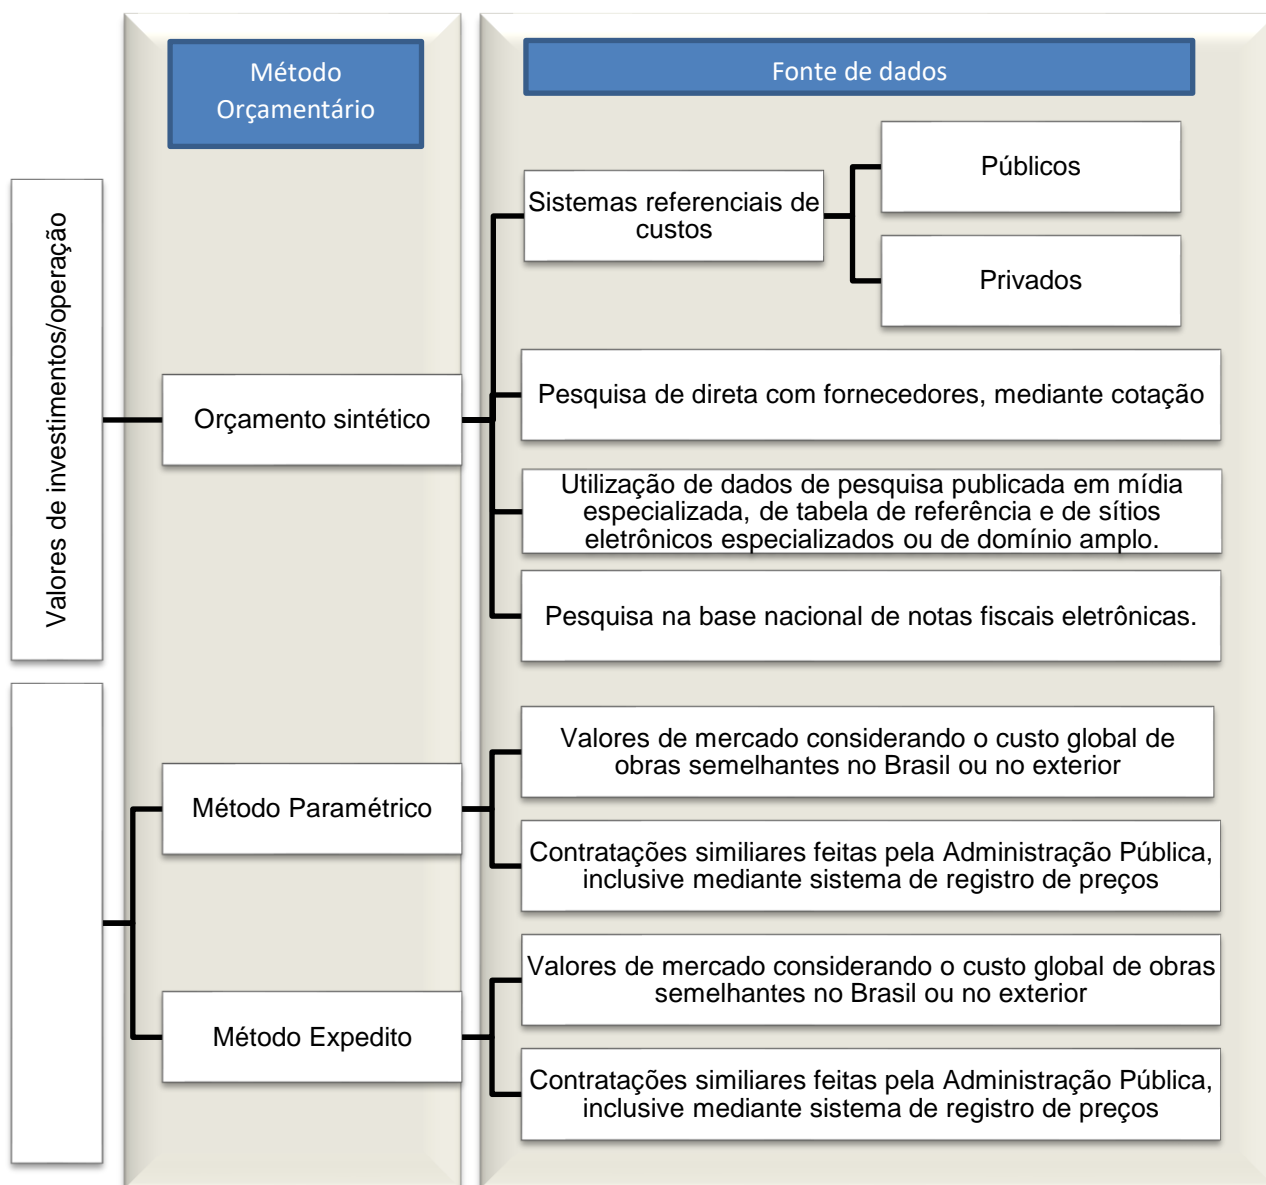 Método
Orçamentário
Fonte de dados
Valores de investimentos/operação
Orçamento sintético
Sistemas referenciais de
custos
Públicos
Privados
Pesquisa de direta com fornecedores, mediante cotação
Utilização de dados de pesquisa publicada em mídia
especializada, de tabela de referência e de sítios
eletrônicos especializados ou de domínio amplo.
Pesquisa na base nacional de notas fiscais eletrônicas.
Método Paramétrico
Valores de mercado considerando o custo global de
obras semelhantes no Brasil ou no exterior
Contratações similiares feitas pela Administração Pública,
inclusive mediante sistema de registro de preços
Método Expedito
Valores de mercado considerando o custo global de obras
semelhantes no Brasil ou no exterior
Contratações similiares feitas pela Administração Pública,
inclusive mediante sistema de registro de preços